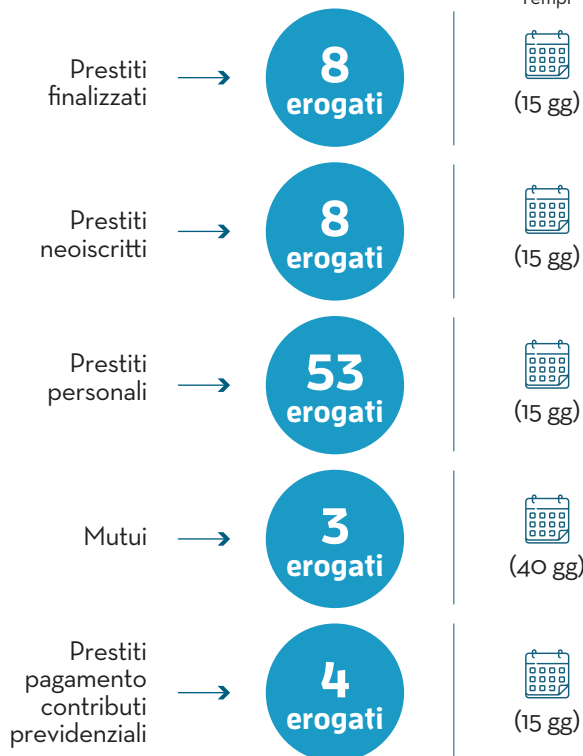 Tempi
Prestiti
finalizzati
8
erogati
(15 gg)
Prestiti
neoiscritti
8
erogati
(15 gg)
Prestiti
personali
53
erogati
(15 gg)
Mutui
3
erogati
(40 gg)
Prestiti
pagamento
contributi
previdenziali
4
erogati
(15 gg)